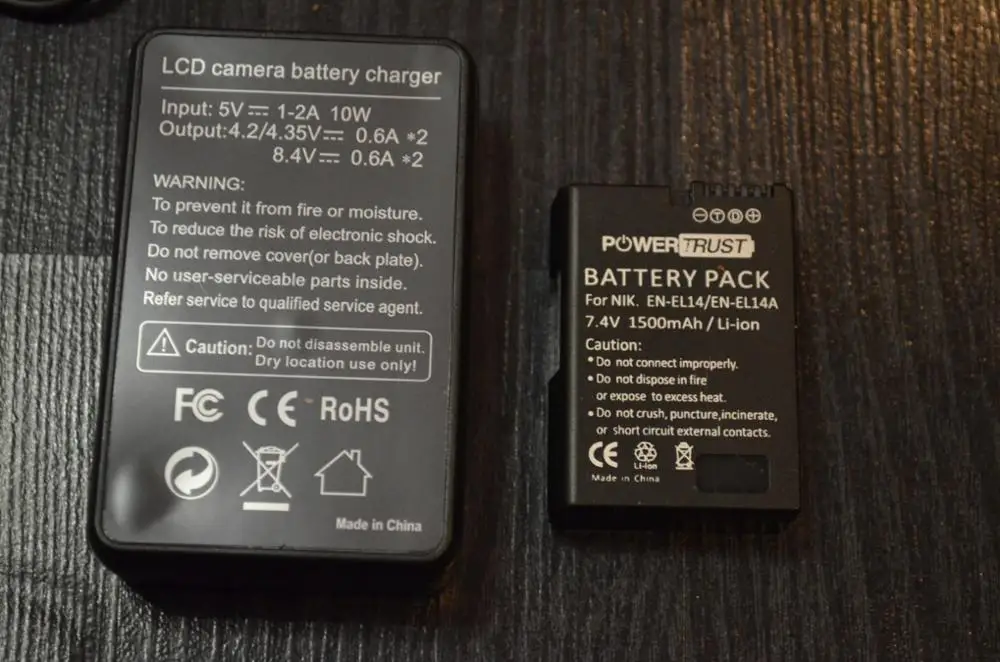 LCD camera battery charger
Input: 5V⎓ 1-2A 10W
Output:4.2/4.35V⎓ 0.6A *2
8.4V⎓ 0.6A *2
WARNING:
To prevent it from fire or moisture.
To reduce the risk of electronic shock.
Do not remove cover(or back plate).
No user-serviceable parts inside.
Refer service to qualified service agent.
Caution: Do not disassemble unit.
Dry location use only!
FC CE RoHS
Made in China
⊖ⓉⒹ⊕
POWERTRUST
BATTERY PACK
For NIK. EN-EL14/EN-EL14A
7.4V 1500mAh / Li-ion
Caution:
• Do not connect improperly.
• Do not dispose in fire
or expose to excess heat.
• Do not crush, puncture,incinerate,
or short circuit external contacts.
CE Li-ion
Made in China